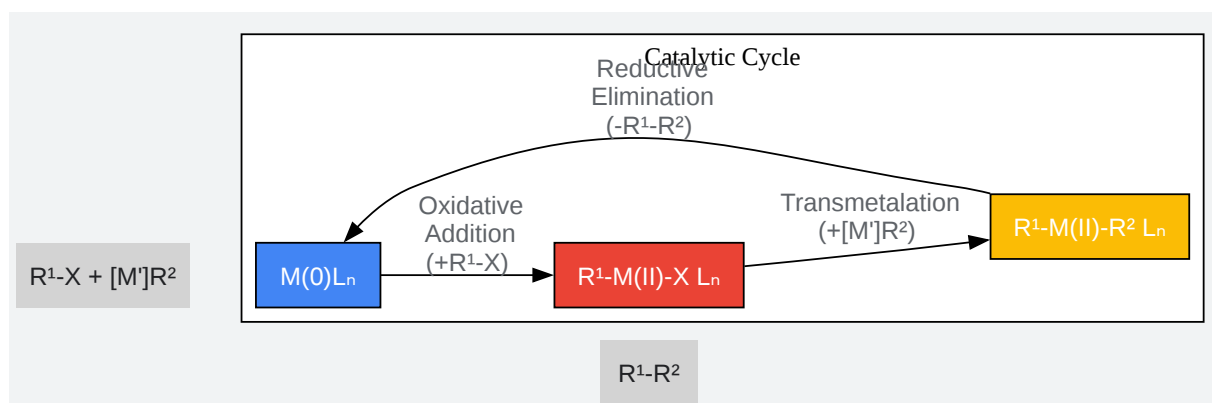 Catalytic Cycle
Reductive
Elimination
(-R¹-R²)
Oxidative
Addition
(+R¹-X)
Transmetalation
(+[M']R²)
R¹-X + [M']R²
M(0)Lₙ
R¹-M(II)-X Lₙ
R¹-M(II)-R² Lₙ
R¹-R²